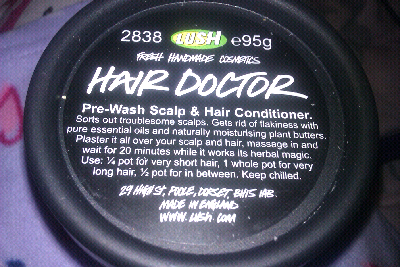 2838 LUSH e95g
FRESH HANDMADE COSMETICS
HAIR DOCTOR
Pre-Wash Scalp & Hair Conditioner.
Sorts out troublesome scalps. Gets rid of flakiness with
pure essential oils and naturally moisturising plant butters.
Plaster it all over your scalp and hair, massage in and
wait for 20 minutes while it works its herbal magic.
Use: ¼ pot for very short hair, 1 whole pot for very
long hair, ½ pot for in between. Keep chilled.
29 HIGH ST, POOLE, DORSET, BH15 1AB.
MADE IN ENGLAND
WWW.LUSH.COM